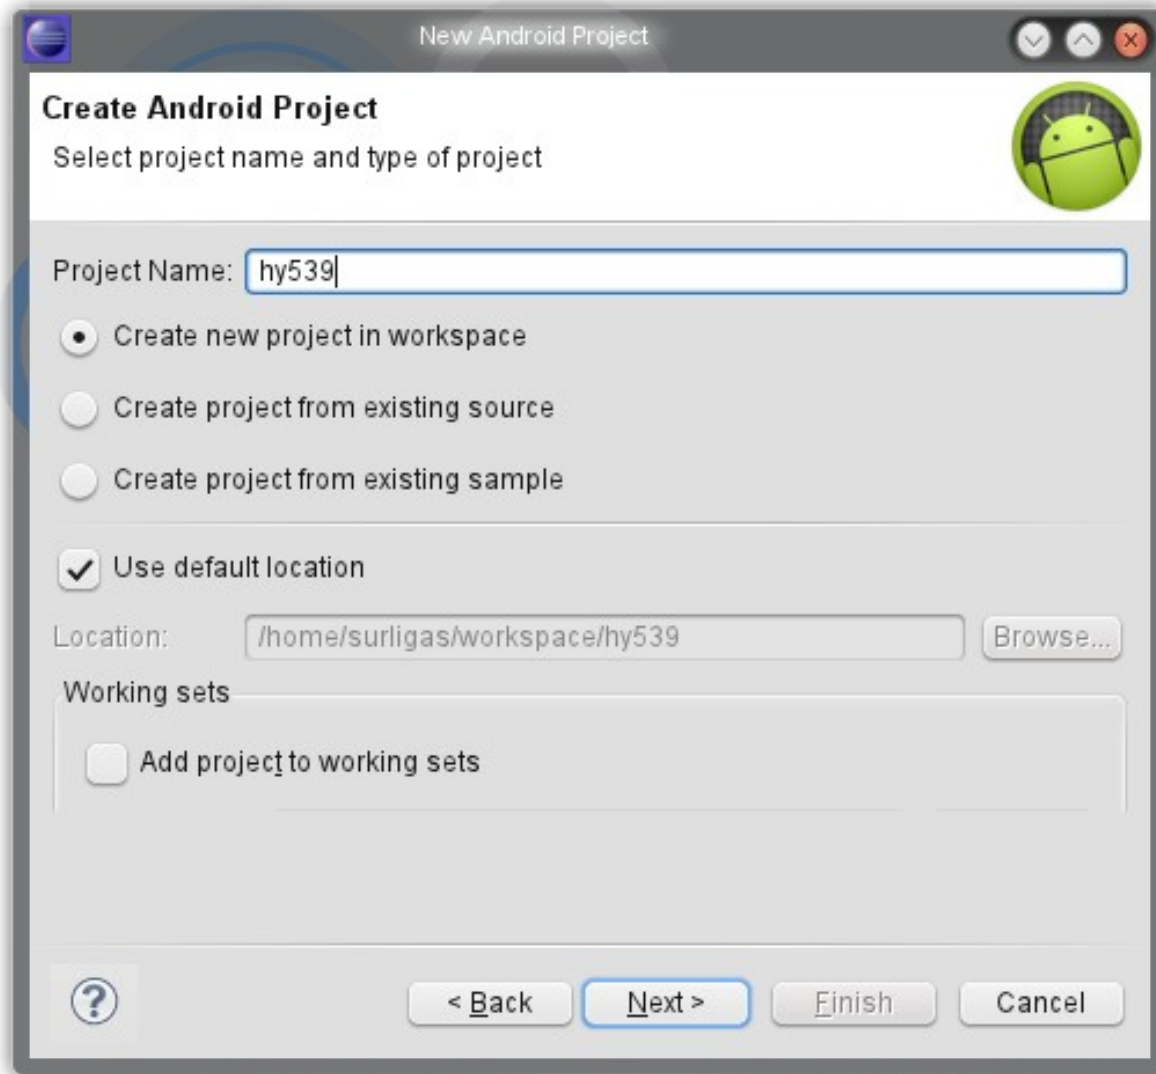 New Android Project
Create Android Project
Select project name and type of project
Project Name: hy539
Create new project in workspace
Create project from existing source
Create project from existing sample
Use default location
Location: /home/surligas/workspace/hy539 Browse...
Working sets
Add project to working sets
< Back Next > Finish Cancel